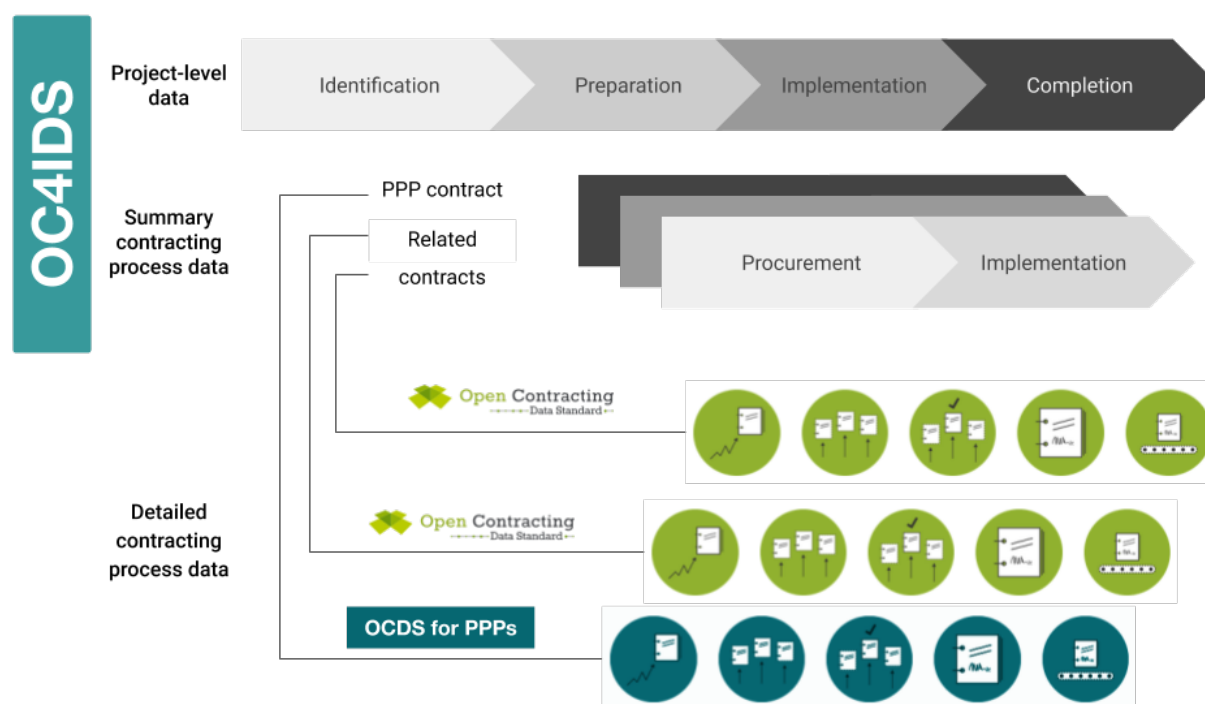 OC4IDS
Project-level
data
Identification
Preparation
Implementation
Completion
Summary
contracting
process data
PPP contract
Related
contracts
Procurement
Implementation
Open Contracting
Data Standard
Detailed
contracting
process data
Open Contracting
Data Standard
OCDS for PPPs